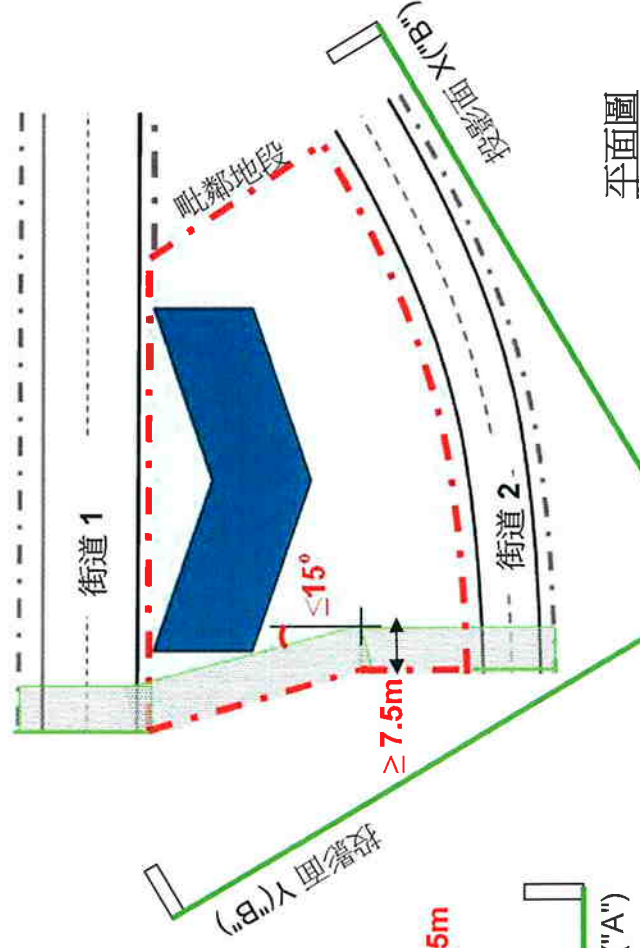 投影面 X("B")
毗鄰地段
街道 1
≤15°
街道 2
≥ 7.5m
投影面 Y("B")
平面圖
5m
("A")